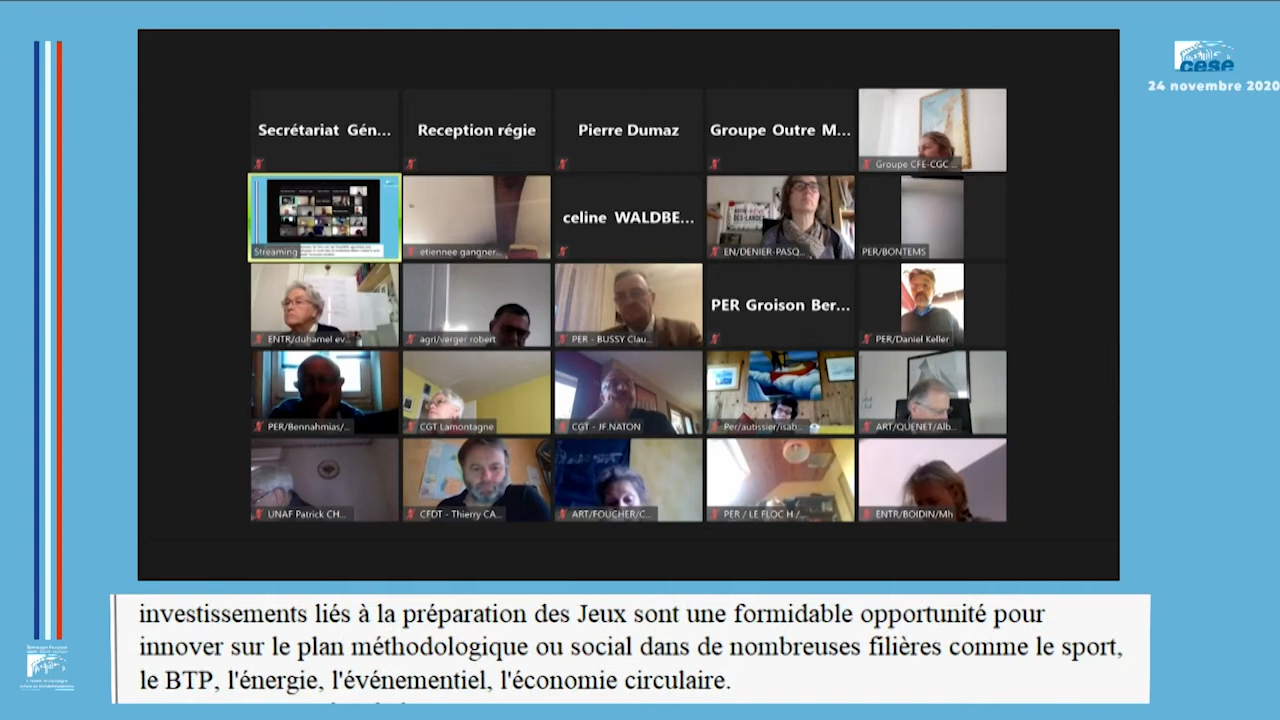 cese
24 novembre 2020
Secrétariat Gén...
Reception régie
Pierre Dumaz
Groupe Outre M...
Groupe CFE-CGC ...
Streaming
etiennee gangner...
celine WALDBE...
EN/DENIER-PASQ...
PER/BONTEMS
ENTR/duhamel ev...
agri/verger robert
PER - BUSSY Clau...
PER Groison Ber...
PER/Daniel Keller
PER/Bennahmias/...
CGT Lamontagne
CGT - JF NATON
Per/autissier/isab...
ART/QUENET/Alb...
UNAF Patrick CH...
CFDT - Thierry CA...
ART/FOUCHER/C...
PER / LE FLOC H /...
ENTR/BOIDIN/Mh
investissements liés à la préparation des Jeux sont une formidable opportunité pour
innover sur le plan méthodologique ou social dans de nombreuses filières comme le sport,
le BTP, l'énergie, l'événementiel, l'économie circulaire.